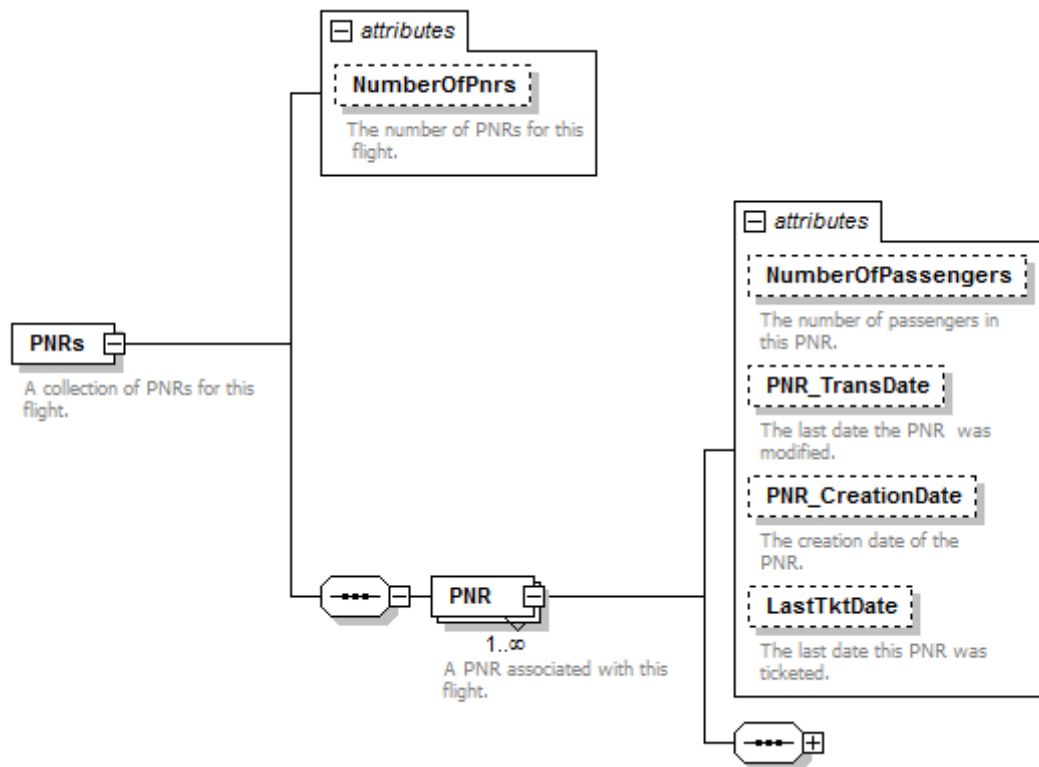 attributes
NumberOfPnrs
The number of PNRs for this
flight.
attributes
NumberOfPassengers
The number of passengers in
this PNR.
PNRs
A collection of PNRs for this
flight.
PNR_TransDate
The last date the PNR  was
modified.
PNR_CreationDate
The creation date of the
PNR.
PNR
1..∞
A PNR associated with this
flight.
LastTktDate
The last date this PNR was
ticketed.